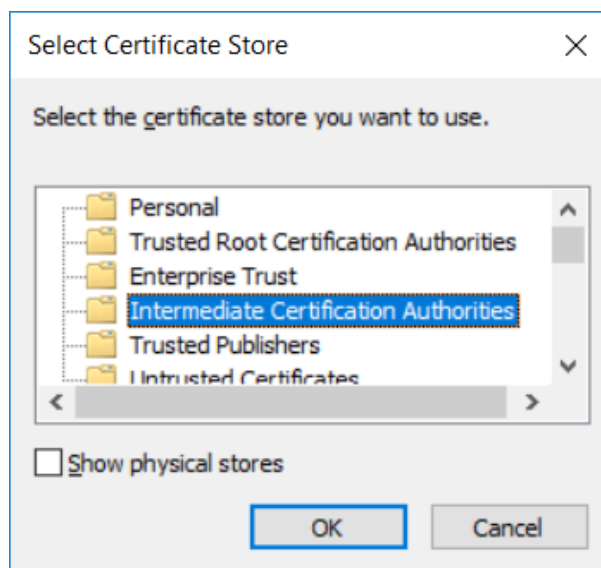 Select Certificate Store
Select the certificate store you want to use.
Personal
Trusted Root Certification Authorities
Enterprise Trust
Intermediate Certification Authorities
Trusted Publishers
Untrusted Certificates
Show physical stores
OK Cancel